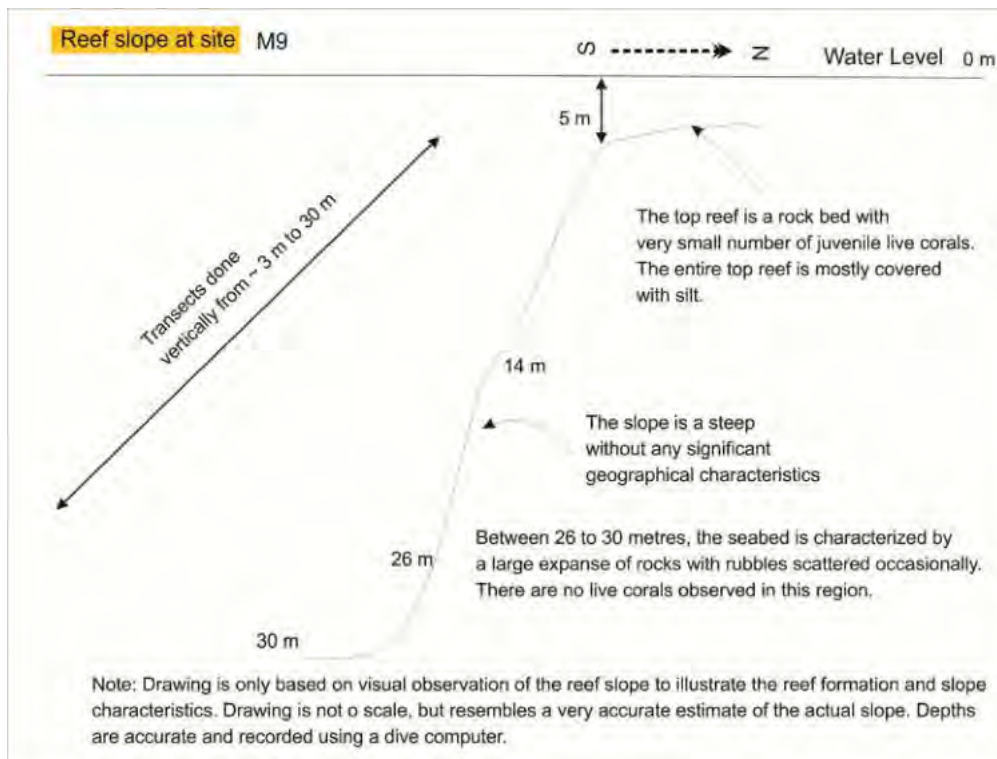 Reef slope at site M9
S N
Water Level 0 m
5 m
Transects done
vertically from ~ 3 m to 30 m
The top reef is a rock bed with
very small number of juvenile live corals.
The entire top reef is mostly covered
with silt.
14 m
The slope is a steep
without any significant
geographical characteristics
26 m
Between 26 to 30 metres, the seabed is characterized by
a large expanse of rocks with rubbles scattered occasionally.
There are no live corals observed in this region.
30 m
Note: Drawing is only based on visual observation of the reef slope to illustrate the reef formation and slope
characteristics. Drawing is not o scale, but resembles a very accurate estimate of the actual slope. Depths
are accurate and recorded using a dive computer.